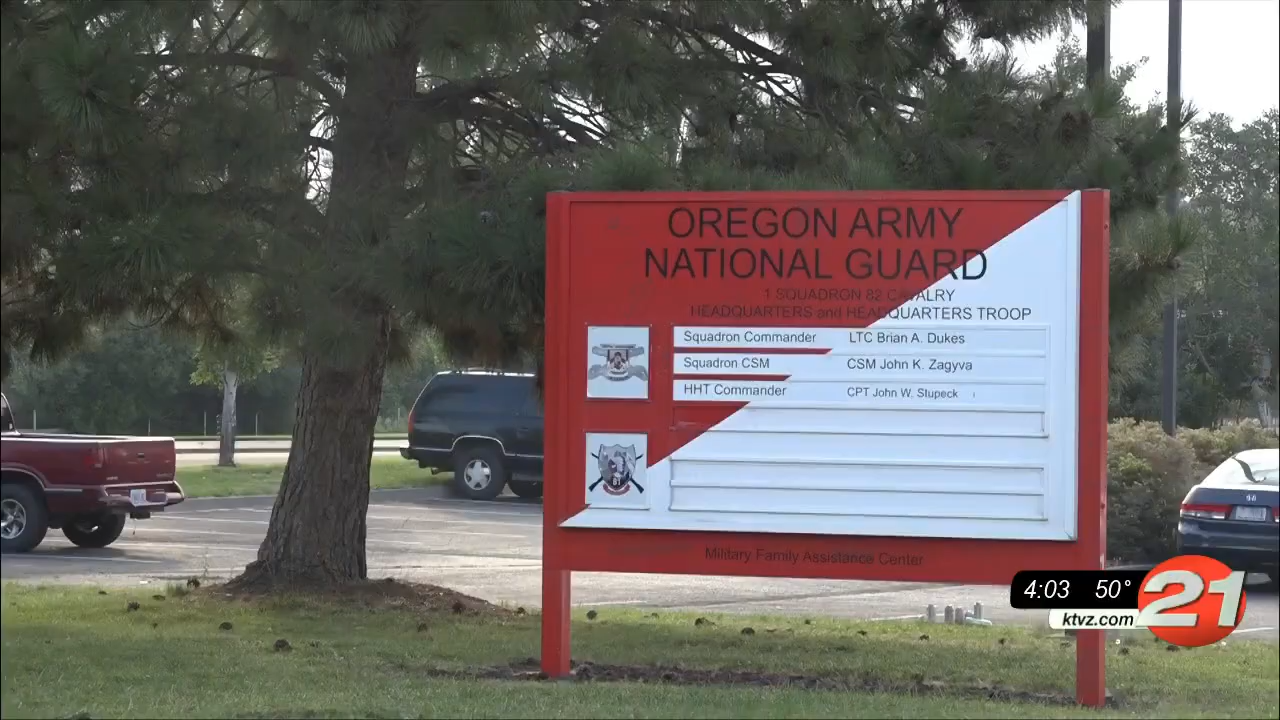 OREGON ARMY
NATIONAL GUARD
1 SQUADRON 82 CAVALRY
HEADQUARTERS and HEADQUARTERS TROOP
Squadron Commander LTC Brian A. Dukes
Squadron CSM CSM John K. Zagyva
HHT Commander CPT John W. Stupeck
Military Family Assistance Center
4:03 50° 21
ktvz.com